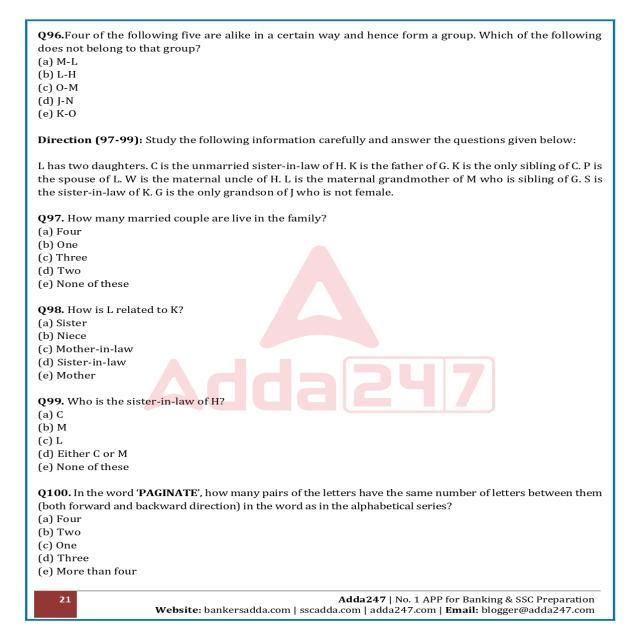 Q96.Four of the following five are alike in a certain way and hence form a group. Which of the following
does not belong to that group?
(a) M-L
(b) L-H
(c) O-M
(d) J-N
(e) K-O
Direction (97-99): Study the following information carefully and answer the questions given below:
L has two daughters. C is the unmarried sister-in-law of H. K is the father of G. K is the only sibling of C. P is
the spouse of L. W is the maternal uncle of H. L is the maternal grandmother of M who is sibling of G. S is
the sister-in-law of K. G is the only grandson of J who is not female.
Q97. How many married couple are live in the family?
(a) Four
(b) One
(c) Three
(d) Two
(e) None of these
Q98. How is L related to K?
(a) Sister
(b) Niece
(c) Mother-in-law
(d) Sister-in-law
(e) Mother
Adda247
Q99. Who is the sister-in-law of H?
(a) C
(b) M
(c) L
(d) Either C or M
(e) None of these
Q100. In the word ‘PAGINATE’, how many pairs of the letters have the same number of letters between them
(both forward and backward direction) in the word as in the alphabetical series?
(a) Four
(b) Two
(c) One
(d) Three
(e) More than four
21
Adda247 | No. 1 APP for Banking & SSC Preparation
Website: bankersadda.com | sscadda.com | adda247.com | Email: blogger@adda247.com